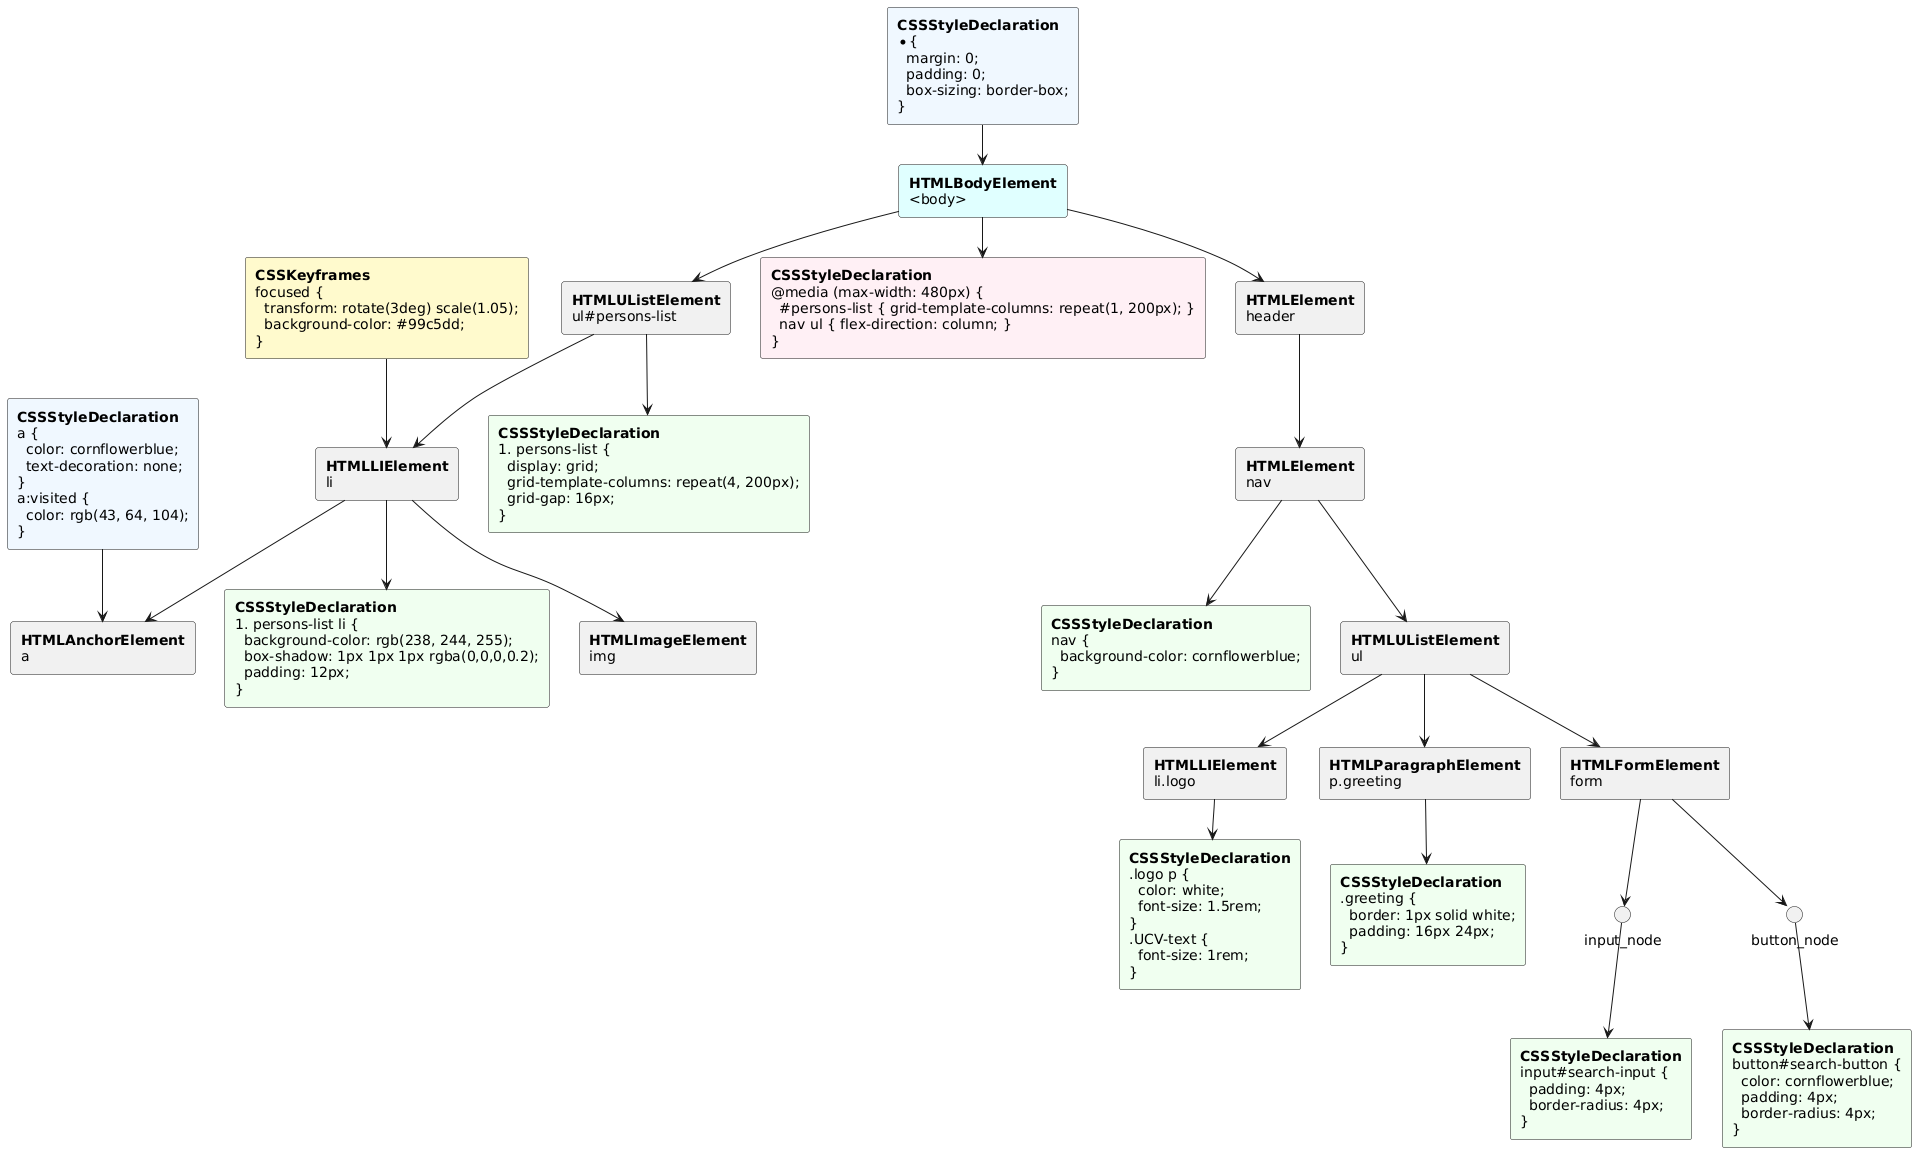 CSSStyleDeclaration
• {
margin: 0;
padding: 0;
box-sizing: border-box;
}
HTMLBodyElement
<body>
CSSKeyframes
focused {
transform: rotate(3deg) scale(1.05);
background-color: #99c5dd;
}
HTMLUListElement
ul#persons-list
CSSStyleDeclaration
@media (max-width: 480px) {
#persons-list { grid-template-columns: repeat(1, 200px); }
nav ul { flex-direction: column; }
}
HTMLElement
header
CSSStyleDeclaration
a {
color: cornflowerblue;
text-decoration: none;
}
a:visited {
color: rgb(43, 64, 104);
}
HTMLLIElement
li
CSSStyleDeclaration
1. persons-list {
display: grid;
grid-template-columns: repeat(4, 200px);
grid-gap: 16px;
}
HTMLElement
nav
HTMLAnchorElement
a
CSSStyleDeclaration
1. persons-list li {
background-color: rgb(238, 244, 255);
box-shadow: 1px 1px 1px rgba(0,0,0,0.2);
padding: 12px;
}
HTMLImageElement
img
CSSStyleDeclaration
nav {
background-color: cornflowerblue;
}
HTMLUListElement
ul
HTMLLIElement
li.logo
HTMLParagraphElement
p.greeting
HTMLFormElement
form
CSSStyleDeclaration
.logo p {
color: white;
font-size: 1.5rem;
}
.UCV-text {
font-size: 1rem;
}
CSSStyleDeclaration
.greeting {
border: 1px solid white;
padding: 16px 24px;
}
input_node
button_node
CSSStyleDeclaration
input#search-input {
padding: 4px;
border-radius: 4px;
}
CSSStyleDeclaration
button#search-button {
color: cornflowerblue;
padding: 4px;
border-radius: 4px;
}